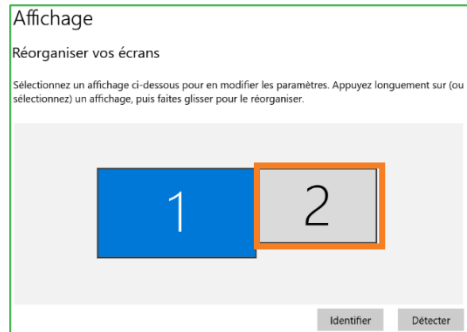 Affichage
Réorganiser vos écrans
Sélectionnez un affichage ci-dessous pour en modifier les paramètres. Appuyez longuement sur (ou
sélectionnez) un affichage, puis faites glisser pour le réorganiser.
1
2
Identifier
Détecter